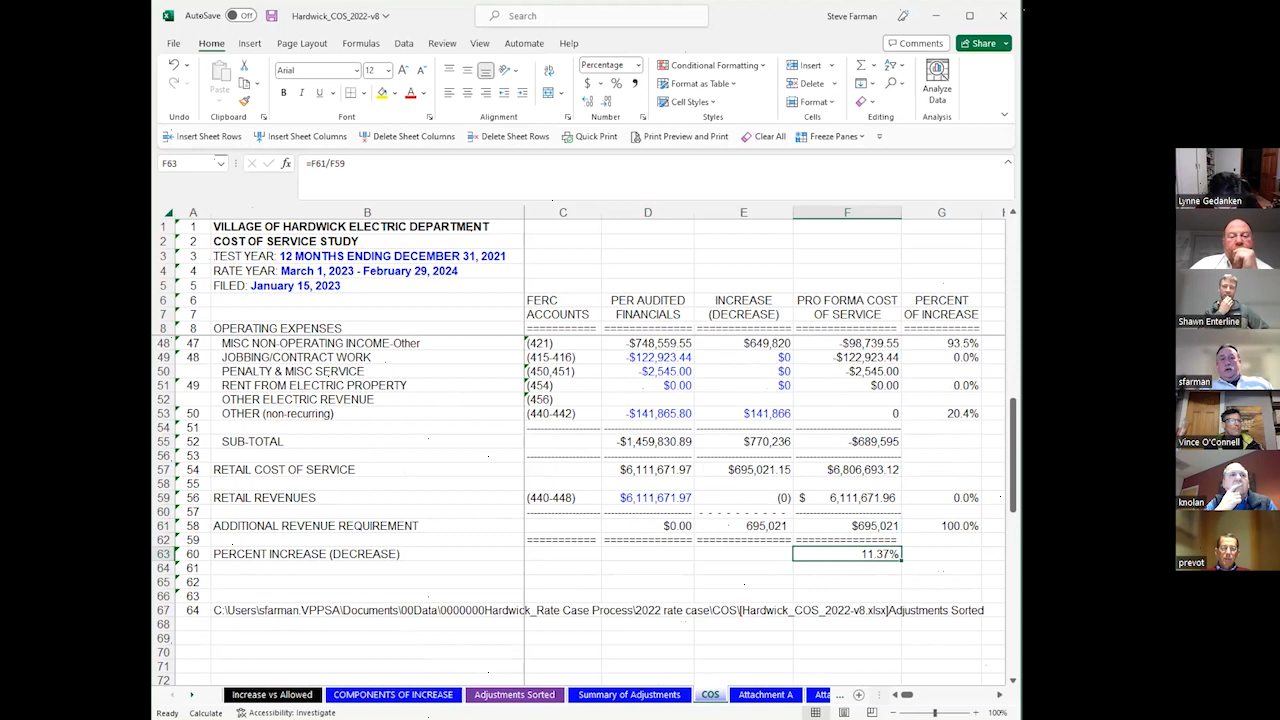 AutoSave Off Hardwick_COS_2022-v8 Search Steve Farman
File Home Insert Page Layout Formulas Data Review View Automate Help Comments Share
Arial 12 Percentage Conditional Formatting Insert
Paste B I U A $ % Format as Table Delete Analyze Data
Cell Styles Format
Undo Clipboard Font Alignment Number Styles Cells Editing Analysis
Insert Sheet Rows Insert Sheet Columns Delete Sheet Columns Delete Sheet Rows Quick Print Print Preview and Print Clear All Freeze Panes
F63 fx =F61/F59
A B C D E F G
1 1 VILLAGE OF HARDWICK ELECTRIC DEPARTMENT
2 2 COST OF SERVICE STUDY
3 3 TEST YEAR: 12 MONTHS ENDING DECEMBER 31, 2021
4 4 RATE YEAR: March 1, 2023 - February 29, 2024
5 5 FILED: January 15, 2023
6 6 FERC PER AUDITED INCREASE PRO FORMA COST PERCENT
7 7 ACCOUNTS FINANCIALS (DECREASE) OF SERVICE OF INCREASE
8 8 OPERATING EXPENSES =========== ============== ============== =============== ===========
48 47 MISC NON-OPERATING INCOME-Other (421) -$748,559.55 $649,820 -$98,739.55 93.5%
49 48 JOBBING/CONTRACT WORK (415-416) -$122,923.44 $0 -$122,923.44 0.0%
50 PENALTY & MISC SERVICE (450,451) -$2,545.00 $0 -$2,545.00
51 49 RENT FROM ELECTRIC PROPERTY (454) $0.00 $0 $0.00 0.0%
52 OTHER ELECTRIC REVENUE (456)
53 50 OTHER (non-recurring) (440-442) -$141,865.80 $141,866 0 20.4%
54 51
55 52 SUB-TOTAL -$1,459,830.89 $770,236 -$689,595
56 53
57 54 RETAIL COST OF SERVICE $6,111,671.97 $695,021.15 $6,806,693.12
58 55
59 56 RETAIL REVENUES (440-448) $6,111,671.97 (0) $ 6,111,671.96 0.0%
60 57
61 58 ADDITIONAL REVENUE REQUIREMENT $0.00 695,021 $695,021 100.0%
62 59 =========== ============== ============== ===============
63 60 PERCENT INCREASE (DECREASE) 11.37%
64 61
65 62
66 63
67 64 C:\Users\sfarman.VPPSA\Documents\00Data\0000000Hardwick_Rate Case Process\2022 rate case\COS\[Hardwick_COS_2022-v8.xlsx]Adjustments Sorted
68
69
70
71
72
Increase vs Allowed COMPONENTS OF INCREASE Adjustments Sorted Summary of Adjustments COS Attachment A Atta ...
Ready Calculate Accessibility: Investigate 100%
Lynne Gedanken
Shawn Enterline
sfarman
Vince O'Connell
knolan
prevot